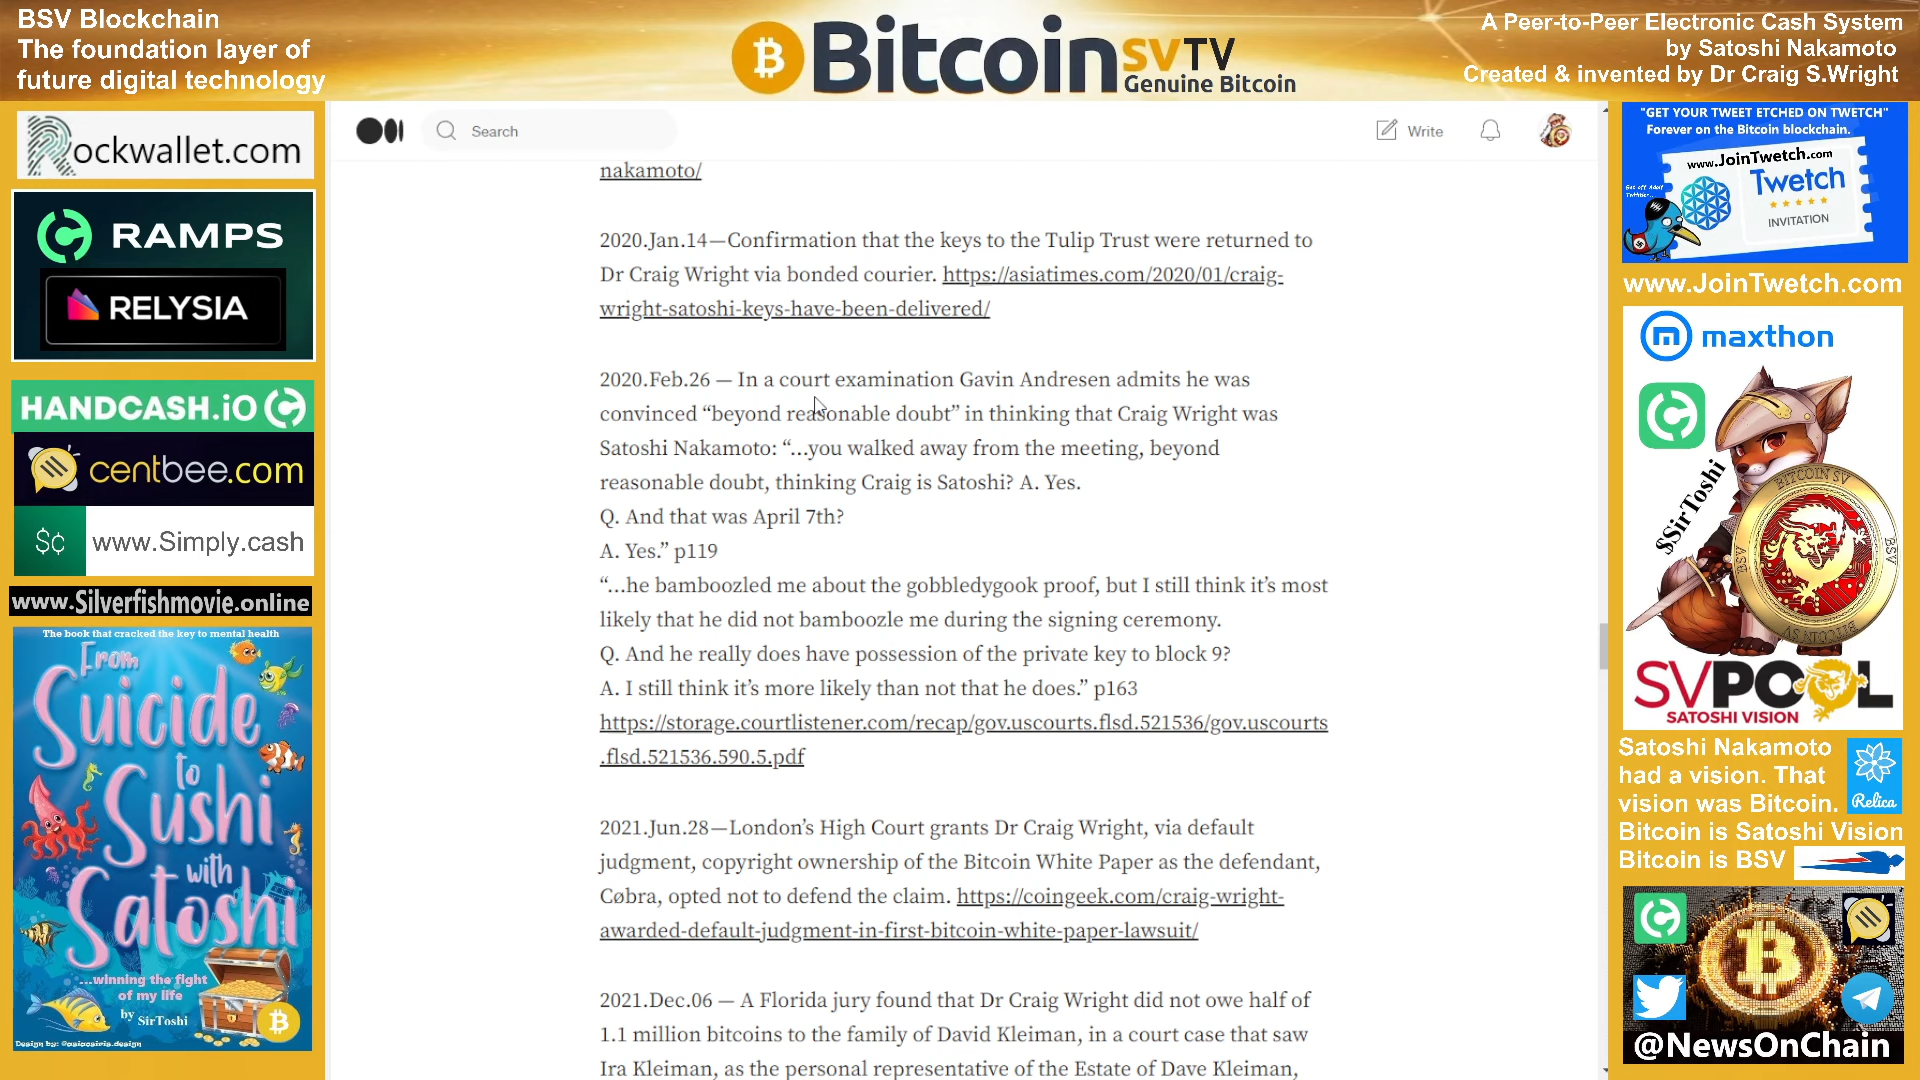 BSV Blockchain
The foundation layer of
future digital technology
Bitcoin SVTV
Genuine Bitcoin
A Peer-to-Peer Electronic Cash System
by Satoshi Nakamoto
Created & invented by Dr Craig S.Wright
Rockwallet.com
RAMPS
RELYSIA
HANDCASH.iO
centbee.com
$¢ www.Simply.cash
www.Silverfishmovie.online
The book that cracked the key to mental health
From
Suicide
to
Sushi
with
Satoshi
...winning the fight
of my life
by SirToshi
Search
Write
nakamoto/
2020.Jan.14—Confirmation that the keys to the Tulip Trust were returned to
Dr Craig Wright via bonded courier. https://asiatimes.com/2020/01/craig-
wright-satoshi-keys-have-been-delivered/
2020.Feb.26 — In a court examination Gavin Andresen admits he was
convinced “beyond reasonable doubt” in thinking that Craig Wright was
Satoshi Nakamoto: “…you walked away from the meeting, beyond
reasonable doubt, thinking Craig is Satoshi? A. Yes.
Q. And that was April 7th?
A. Yes.” p119
“…he bamboozled me about the gobbledygook proof, but I still think it’s most
likely that he did not bamboozle me during the signing ceremony.
Q. And he really does have possession of the private key to block 9?
A. I still think it’s more likely than not that he does.” p163
https://storage.courtlistener.com/recap/gov.uscourts.flsd.521536/gov.uscourts
.flsd.521536.590.5.pdf
2021.Jun.28—London’s High Court grants Dr Craig Wright, via default
judgment, copyright ownership of the Bitcoin White Paper as the defendant,
Cøbra, opted not to defend the claim. https://coingeek.com/craig-wright-
awarded-default-judgment-in-first-bitcoin-white-paper-lawsuit/
2021.Dec.06 — A Florida jury found that Dr Craig Wright did not owe half of
1.1 million bitcoins to the family of David Kleiman, in a court case that saw
Ira Kleiman, as the personal representative of the Estate of Dave Kleiman,
"GET YOUR TWEET ETCHED ON TWETCH"
Forever on the Bitcoin blockchain.
www.JoinTwetch.com
Twetch
INVITATION
www.JoinTwetch.com
maxthon
$SirToshi
BITCOIN SV
BSV
BSV
BITCOIN SV
SVPOOL
SATOSHI VISION
Satoshi Nakamoto
had a vision. That
vision was Bitcoin.
Relica
Bitcoin is Satoshi Vision
Bitcoin is BSV
@NewsOnChain